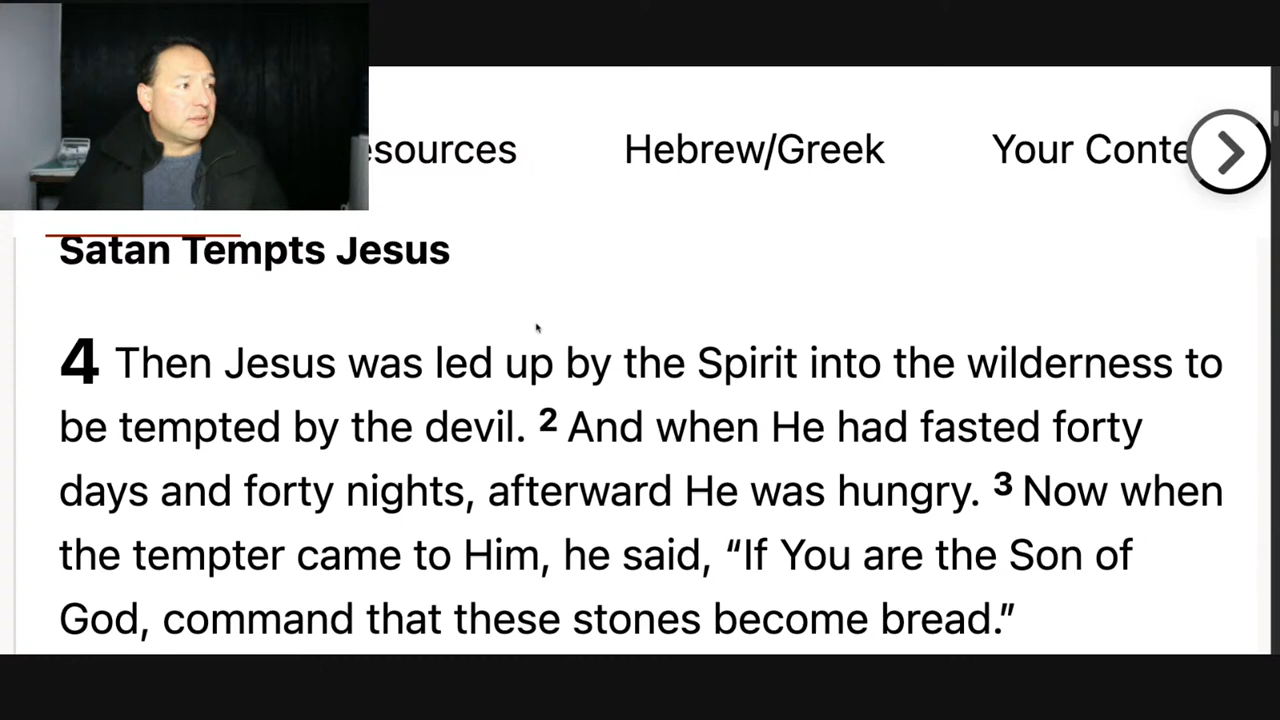 esources Hebrew/Greek Your Conte
Satan Tempts Jesus
4 Then Jesus was led up by the Spirit into the wilderness to
be tempted by the devil. 2 And when He had fasted forty
days and forty nights, afterward He was hungry. 3 Now when
the tempter came to Him, he said, “If You are the Son of
God, command that these stones become bread.”